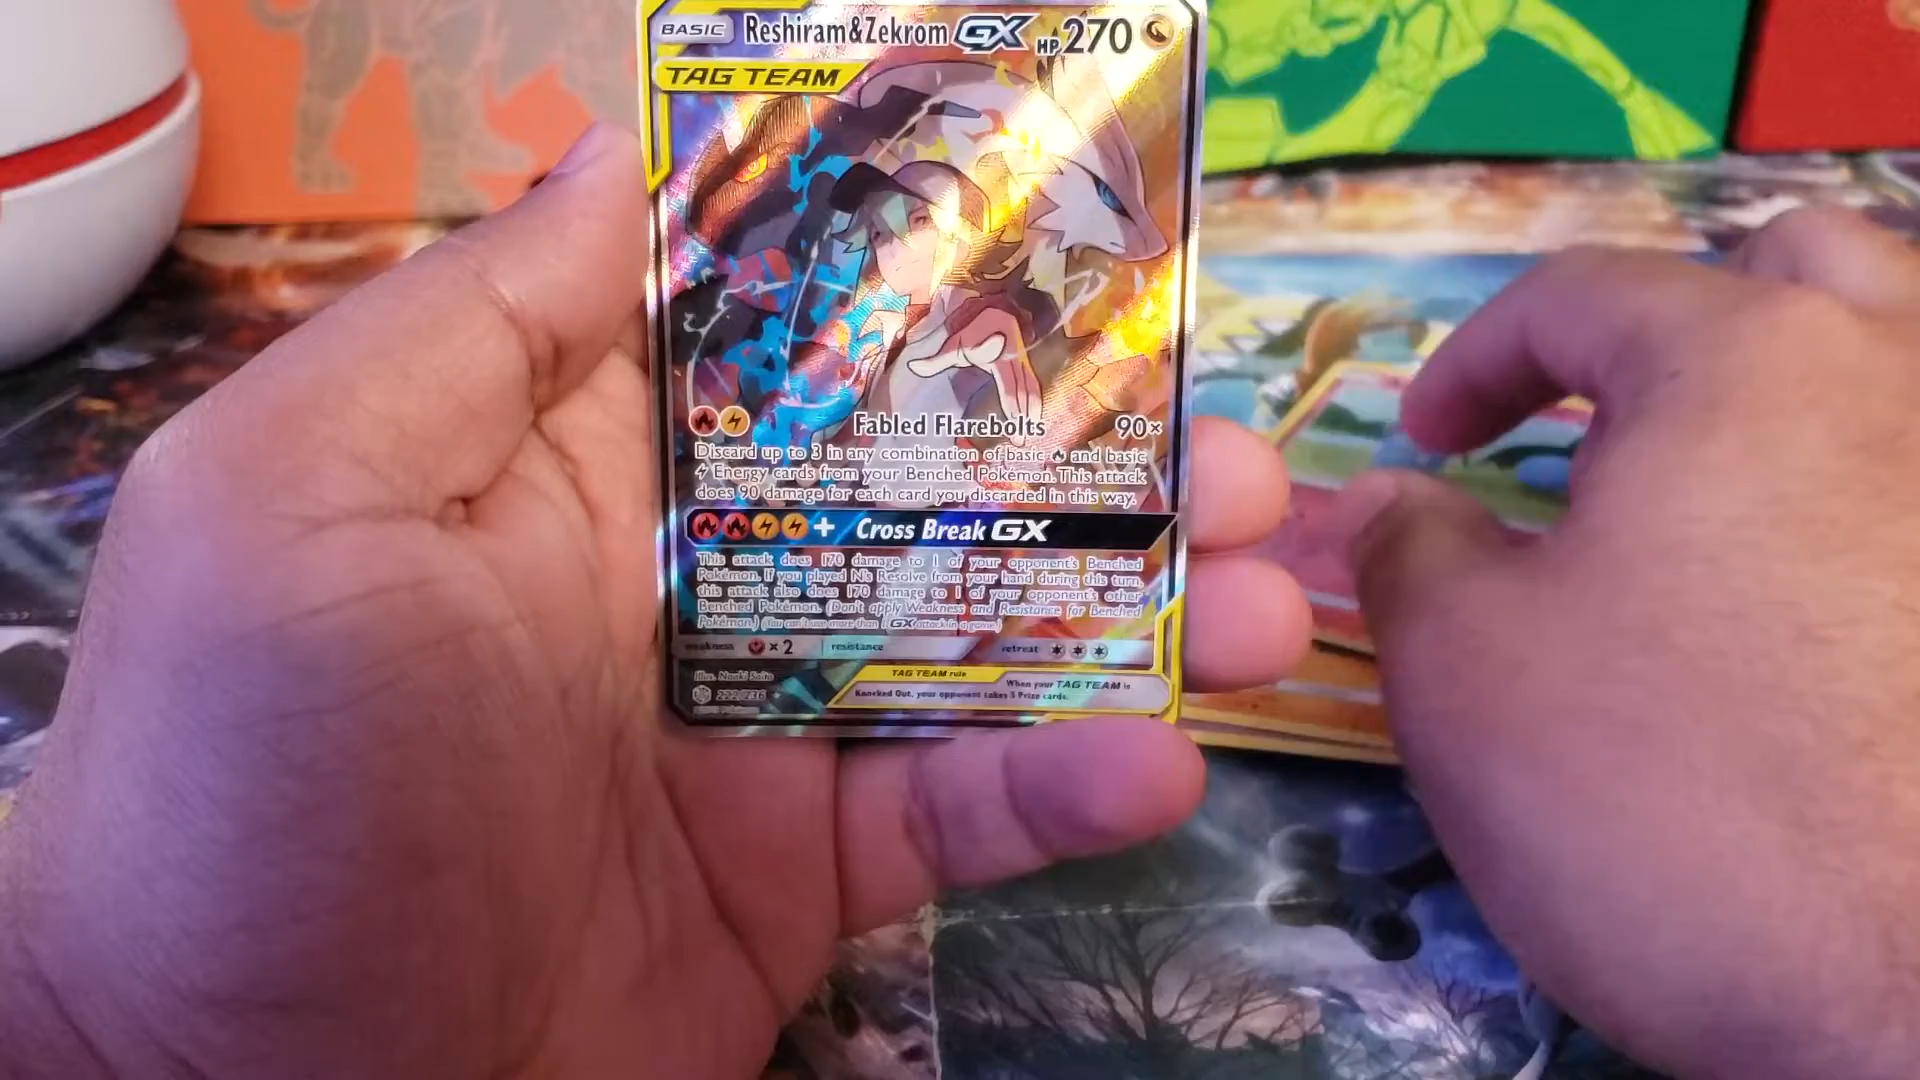 BASIC Reshiram&Zekrom GX HP 270
TAG TEAM
Fabled Flarebolts 90×
Discard up to 3 in any combination of basic and basic
Energy cards from your Benched Pokémon. This attack
does 90 damage for each card you discarded in this way.
+ Cross Break GX
This attack does 170 damage to 1 of your opponent's Benched
Pokémon. If you played N's Resolve from your hand during this turn,
this attack also does 170 damage to 1 of your opponent's other
Benched Pokémon. (Don't apply Weakness and Resistance for Benched
Pokémon.) (You can't use more than 1 GX attack in a game.)
weakness × 2 resistance retreat
Illus. Naoki Saito
TAG TEAM rule When your TAG TEAM is
Knocked Out, your opponent takes 3 Prize cards.
222/236